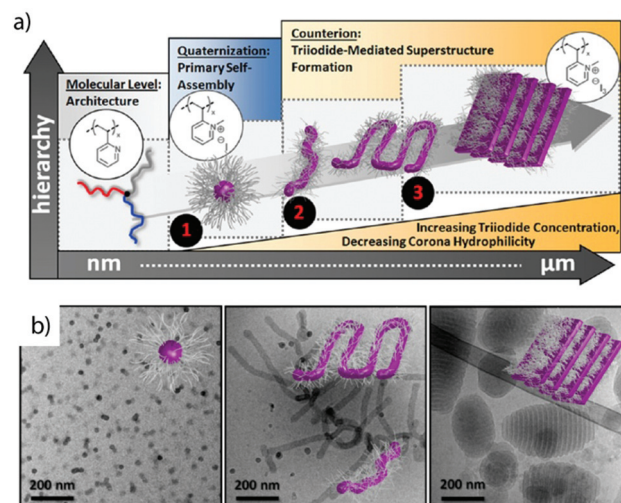 a)
hierarchy
Molecular Level:
Architecture
Quaternization:
Primary Self-
Assembly
Counterion:
Triiodide-Mediated Superstructure
Formation
x
N
x
N
⊕
⊖
I
x
N
⊕
⊖
I3
1
2
3
Increasing Triiodide Concentration,
Decreasing Corona Hydrophilicity
nm
μm
b)
200 nm
200 nm
200 nm